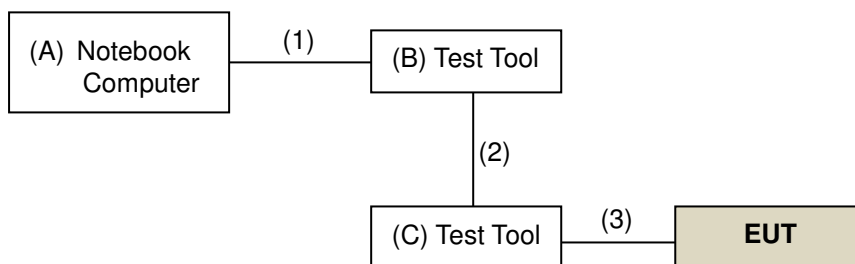 (A) Notebook
Computer
(1)
(B) Test Tool
(2)
(C) Test Tool
(3)
EUT